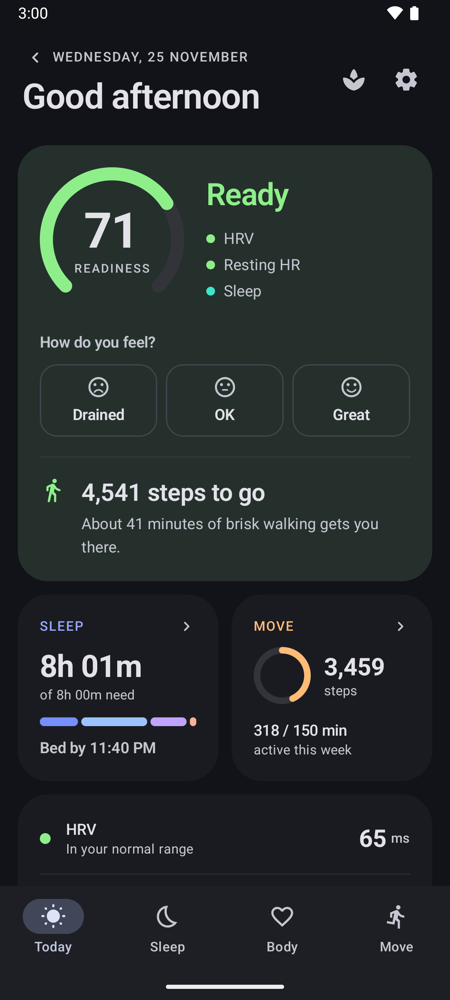 3:00
WEDNESDAY, 25 NOVEMBER
Good afternoon
71
READINESS
Ready
HRV
Resting HR
Sleep
How do you feel?
Drained
OK
Great
4,541 steps to go
About 41 minutes of brisk walking gets you
there.
SLEEP
8h 01m
of 8h 00m need
Bed by 11:40 PM
MOVE
3,459
steps
318 / 150 min
active this week
HRV
In your normal range
65 ms
Today
Sleep
Body
Move